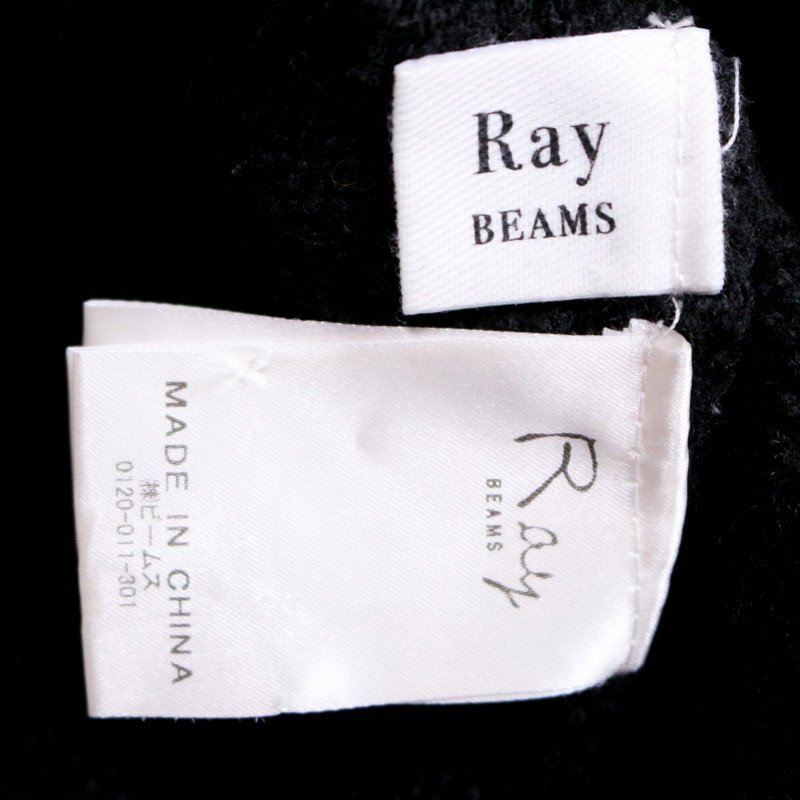 Ray
BEAMS
Ray
BEAMS
MADE IN CHINA
㈱ビームス
0120-011-301